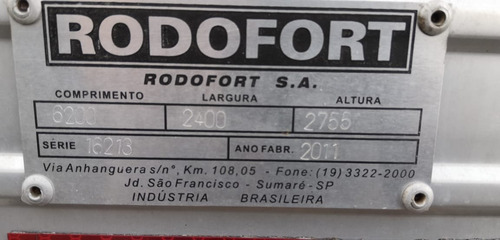 RODOFORT
RODOFORT S.A.
COMPRIMENTO LARGURA ALTURA
6200 2400 2755
SÉRIE 16213 ANO FABR. 2011
Via Anhanguera s/nº, Km. 108,05 - Fone: (19) 3322-2000
Jd. São Francisco - Sumaré - SP
INDÚSTRIA BRASILEIRA